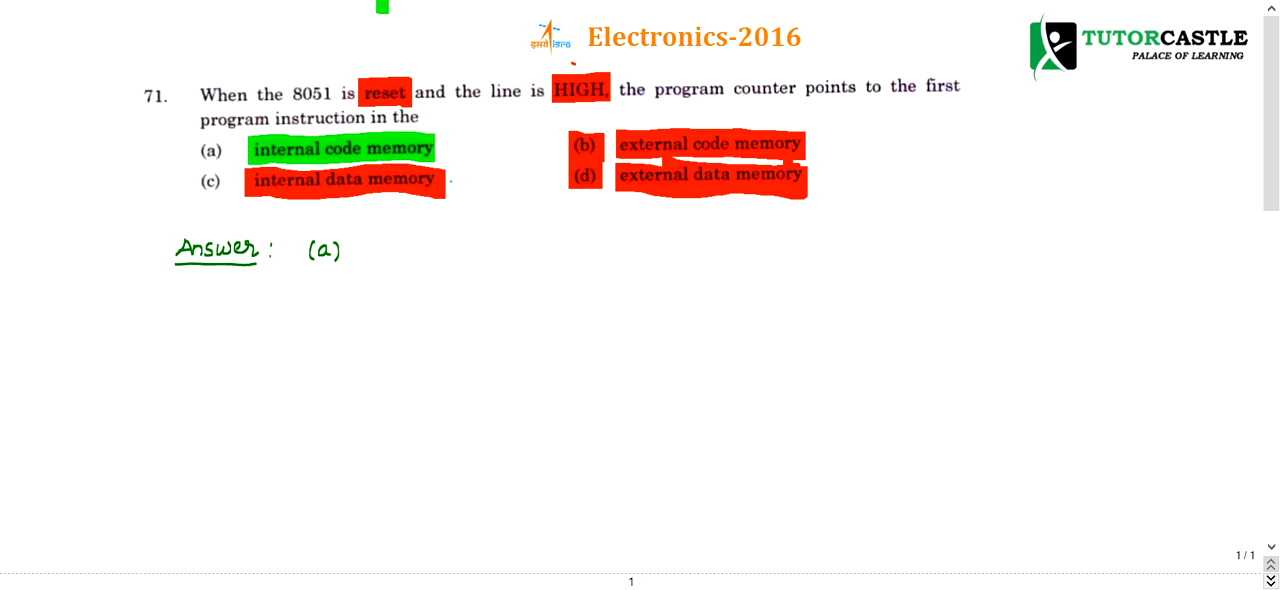 इसरो isro Electronics-2016
TUTORCASTLE
PALACE OF LEARNING
71. When the 8051 is reset and the line is HIGH, the program counter points to the first
program instruction in the
(a) internal code memory (b) external code memory
(c) internal data memory (d) external data memory
Answer: (a)
1 / 1
1